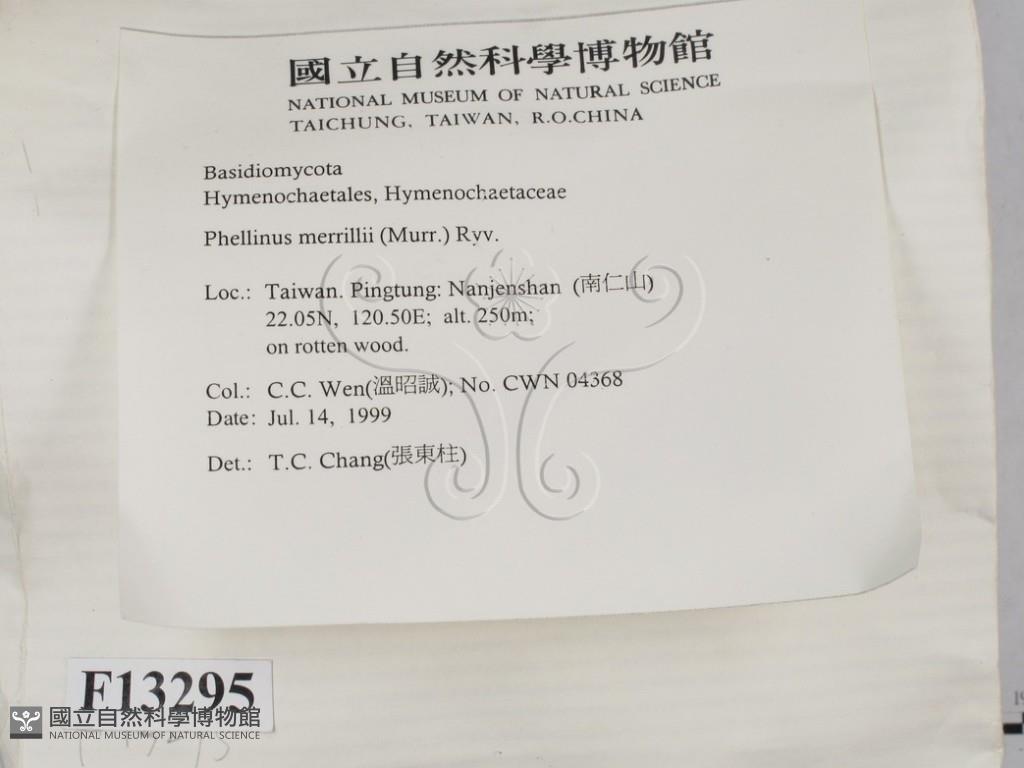 國立自然科學博物館
NATIONAL MUSEUM OF NATURAL SCIENCE
TAICHUNG, TAIWAN, R.O.CHINA
Basidiomycota
Hymenochaetales, Hymenochaetaceae
Phellinus merrillii (Murr.) Ryv.
Loc.: Taiwan. Pingtung: Nanjenshan (南仁山)
22.05N, 120.50E; alt. 250m;
on rotten wood.
Col.: C.C. Wen(溫昭誠); No. CWN 04368
Date: Jul. 14, 1999
Det.: T.C. Chang(張東柱)
F13295
國立自然科學博物館
NATIONAL MUSEUM OF NATURAL SCIENCE